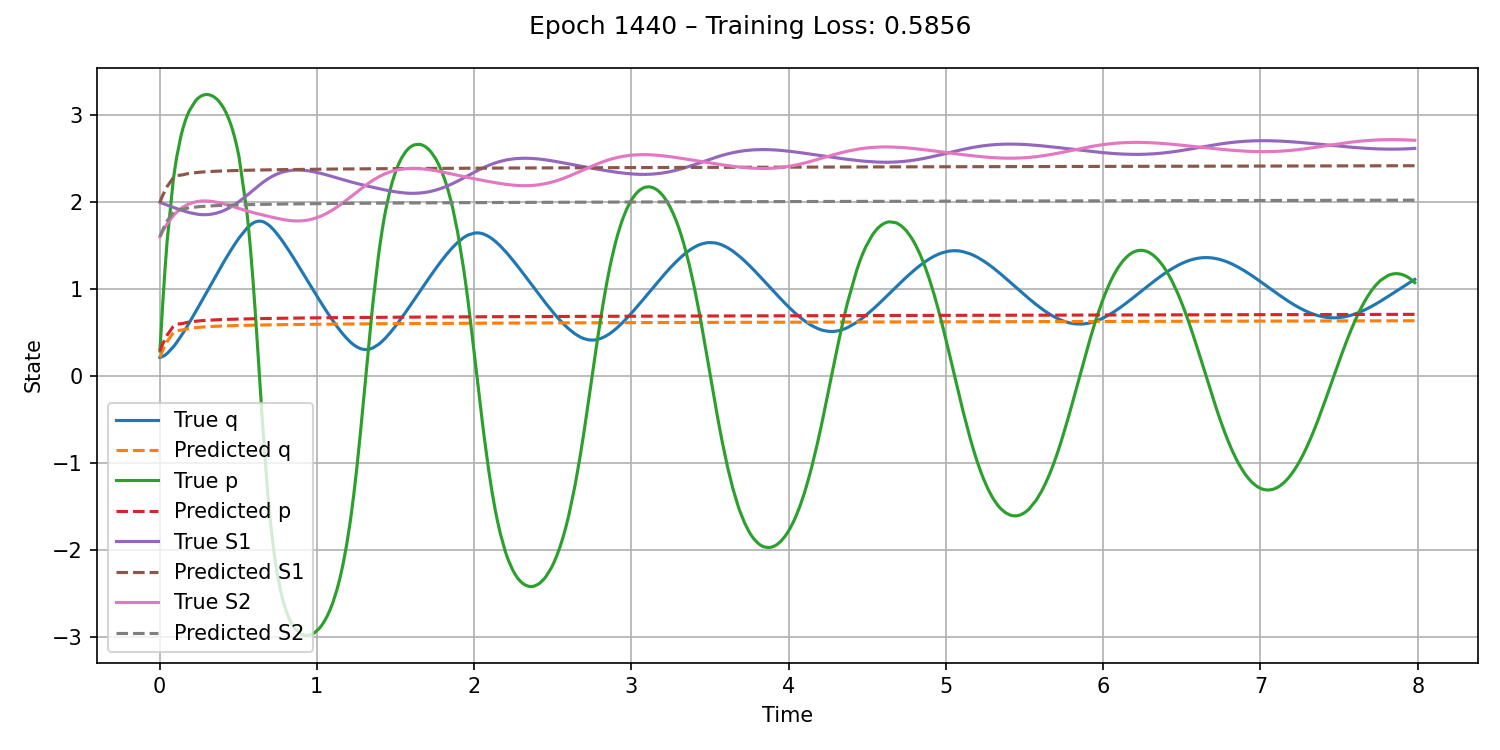 Epoch 1440 – Training Loss: 0.5856
3
2
1
0
−1
−2
−3
State
True q
Predicted q
True p
Predicted p
True S1
Predicted S1
True S2
Predicted S2
0 1 2 3 4 5 6 7 8
Time